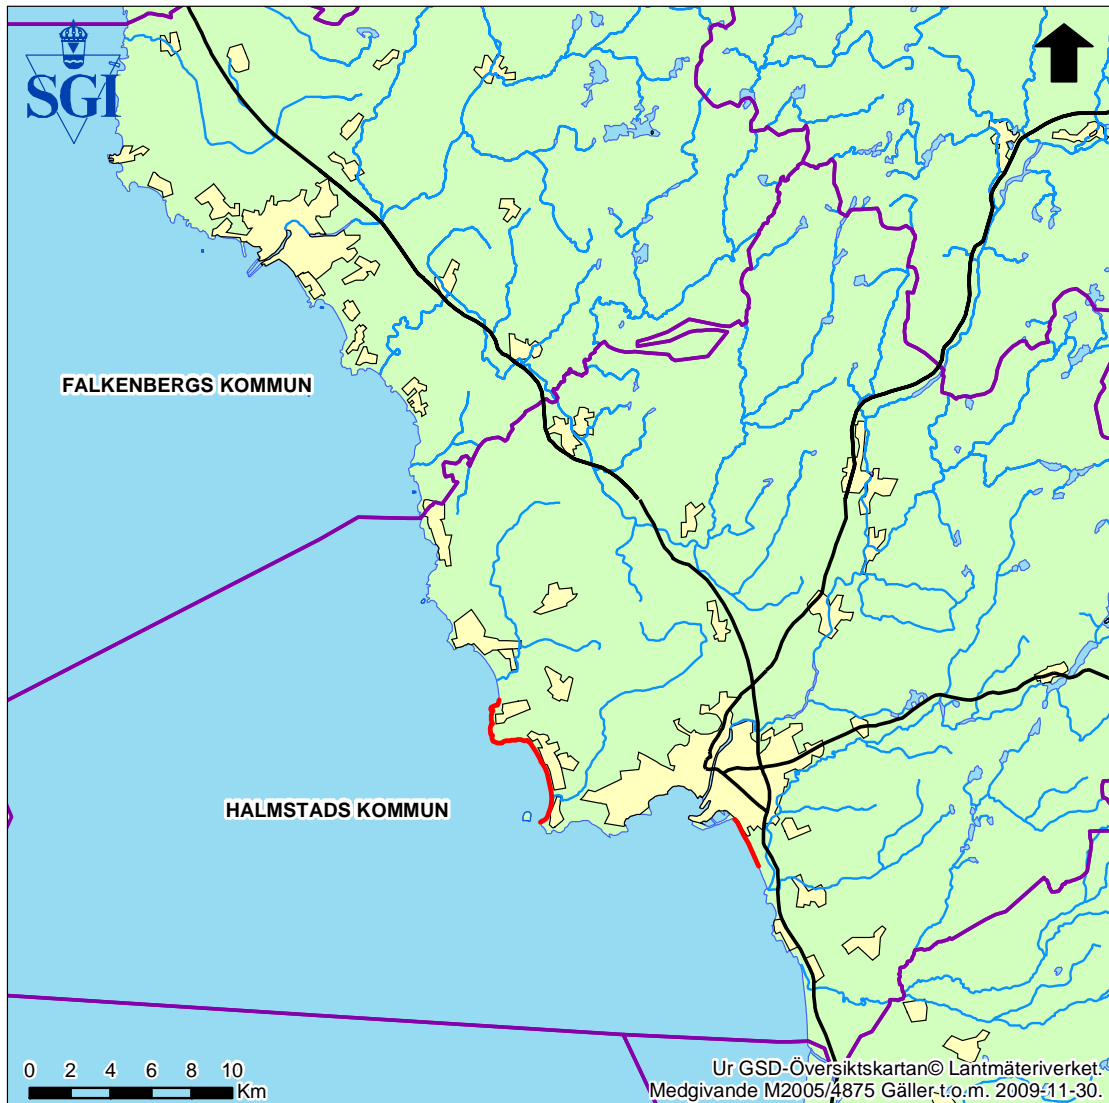 SGI
FALKENBERGS KOMMUN
HALMSTADS KOMMUN
0 2 4 6 8 10
Km
Ur GSD-Översiktskartan© Lantmäteriverket.
Medgivande M2005/4875 Gäller t.o.m. 2009-11-30.